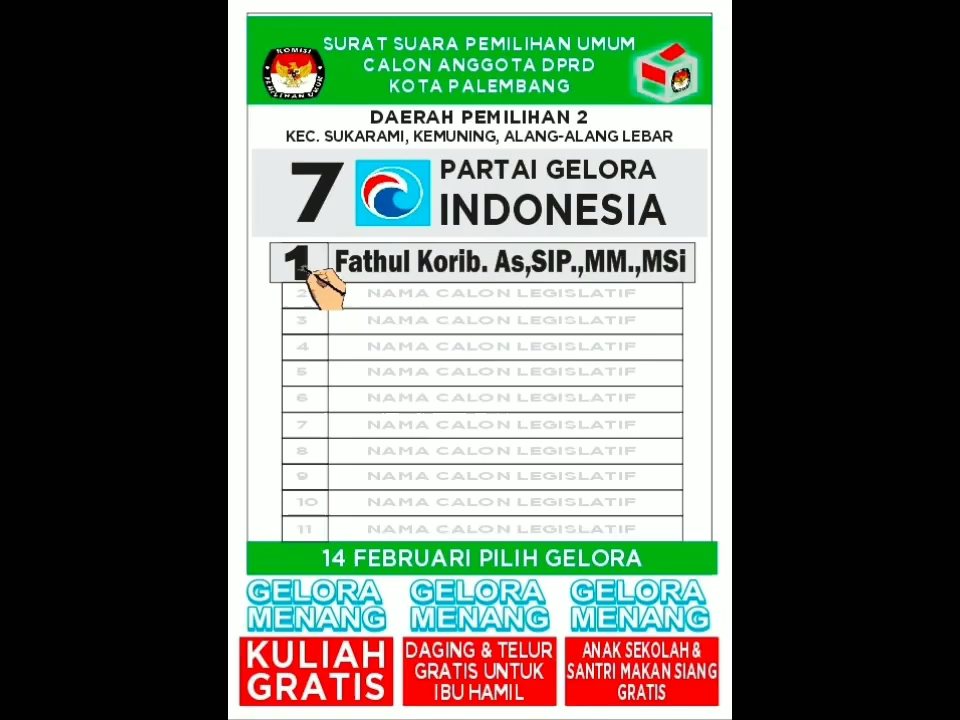 KOMISI
PEMILIHAN UMUM
SURAT SUARA PEMILIHAN UMUM
CALON ANGGOTA DPRD
KOTA PALEMBANG
DAERAH PEMILIHAN 2
KEC. SUKARAMI, KEMUNING, ALANG-ALANG LEBAR
7 PARTAI GELORA
INDONESIA
1 Fathul Korib. As,SIP.,MM.,MSi
2 NAMA CALON LEGISLATIF
3 NAMA CALON LEGISLATIF
4 NAMA CALON LEGISLATIF
5 NAMA CALON LEGISLATIF
6 NAMA CALON LEGISLATIF
7 NAMA CALON LEGISLATIF
8 NAMA CALON LEGISLATIF
9 NAMA CALON LEGISLATIF
10 NAMA CALON LEGISLATIF
11 NAMA CALON LEGISLATIF
14 FEBRUARI PILIH GELORA
GELORA
MENANG
KULIAH
GRATIS
GELORA
MENANG
DAGING & TELUR
GRATIS UNTUK
IBU HAMIL
GELORA
MENANG
ANAK SEKOLAH &
SANTRI MAKAN SIANG
GRATIS